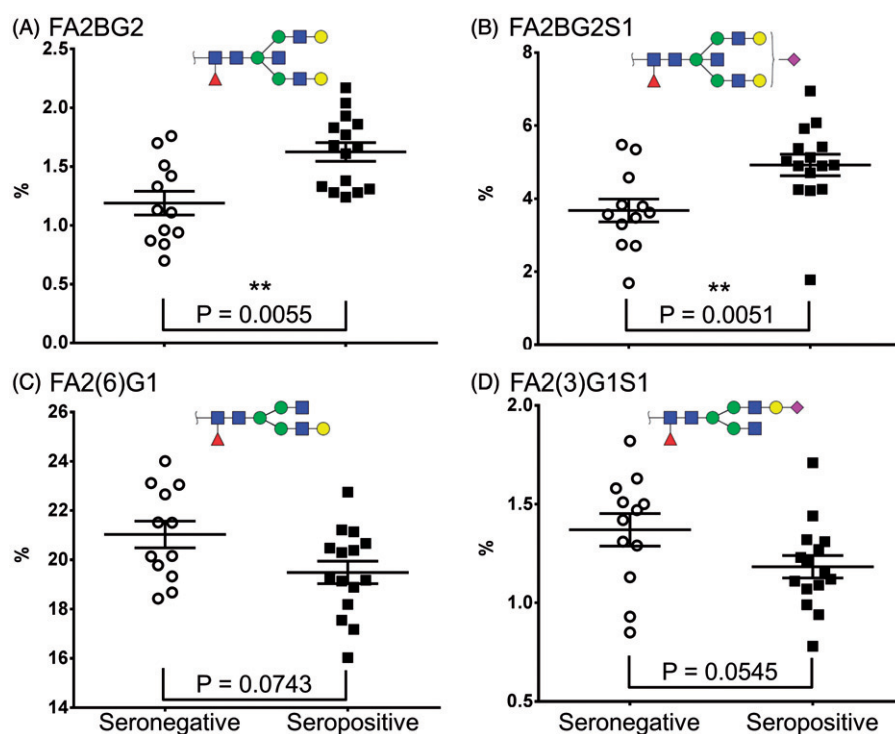 (A) FA2BG2
2.5
2.0
1.5
1.0
0.5
0.0
%
**
P = 0.0055
(B) FA2BG2S1
8
6
4
2
0
%
**
P = 0.0051
(C) FA2(6)G1
26
24
22
20
18
16
14
%
P = 0.0743
Seronegative Seropositive
(D) FA2(3)G1S1
2.0
1.5
1.0
0.5
%
P = 0.0545
Seronegative Seropositive